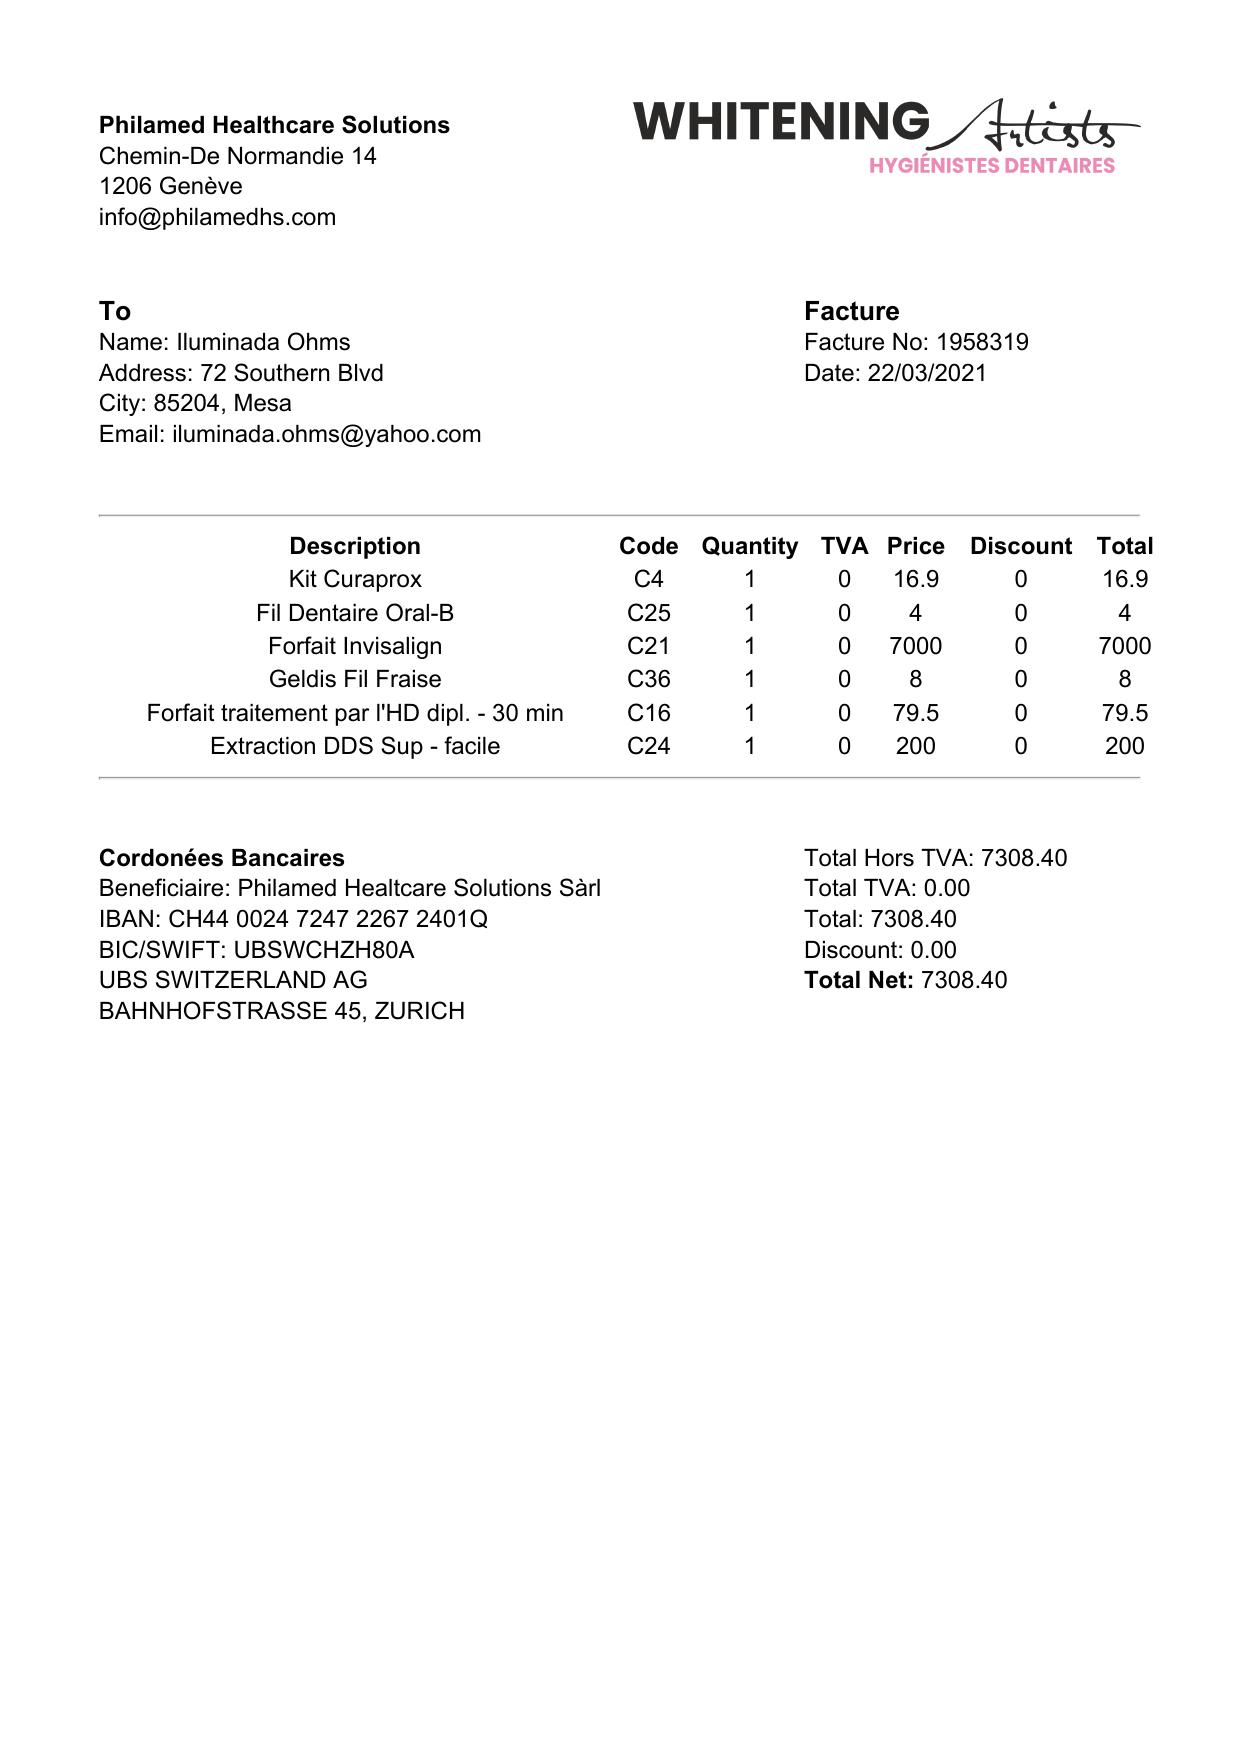 Philamed Healthcare Solutions
Chemin-De Normandie 14
1206 Genève
info@philamedhs.com
WHITENING Artists
HYGIÉNISTES DENTAIRES
To
Name: Iluminada Ohms
Address: 72 Southern Blvd
City: 85204, Mesa
Email: iluminada.ohms@yahoo.com
Facture
Facture No: 1958319
Date: 22/03/2021
Description Code Quantity TVA Price Discount Total
Kit Curaprox C4 1 0 16.9 0 16.9
Fil Dentaire Oral-B C25 1 0 4 0 4
Forfait Invisalign C21 1 0 7000 0 7000
Geldis Fil Fraise C36 1 0 8 0 8
Forfait traitement par l'HD dipl. - 30 min C16 1 0 79.5 0 79.5
Extraction DDS Sup - facile C24 1 0 200 0 200
Cordonées Bancaires
Beneficiaire: Philamed Healtcare Solutions Sàrl
IBAN: CH44 0024 7247 2267 2401Q
BIC/SWIFT: UBSWCHZH80A
UBS SWITZERLAND AG
BAHNHOFSTRASSE 45, ZURICH
Total Hors TVA: 7308.40
Total TVA: 0.00
Total: 7308.40
Discount: 0.00
Total Net: 7308.40